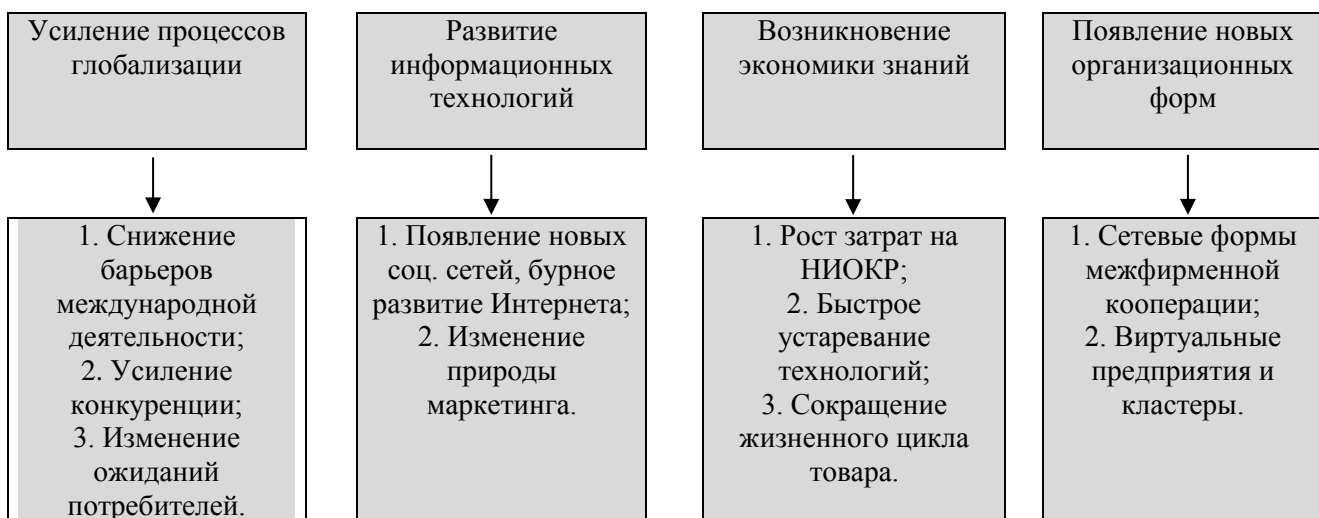 Усиление процессов
глобализации
Развитие
информационных
технологий
Возникновение
экономики знаний
Появление новых
организационных
форм
1. Снижение
барьеров
международной
деятельности;
2. Усиление
конкуренции;
3. Изменение
ожиданий
потребителей.
1. Появление новых
соц. сетей, бурное
развитие Интернета;
2. Изменение
природы
маркетинга.
1. Рост затрат на
НИОКР;
2. Быстрое
устаревание
технологий;
3. Сокращение
жизненного цикла
товара.
1. Сетевые формы
межфирменной
кооперации;
2. Виртуальные
предприятия и
кластеры.